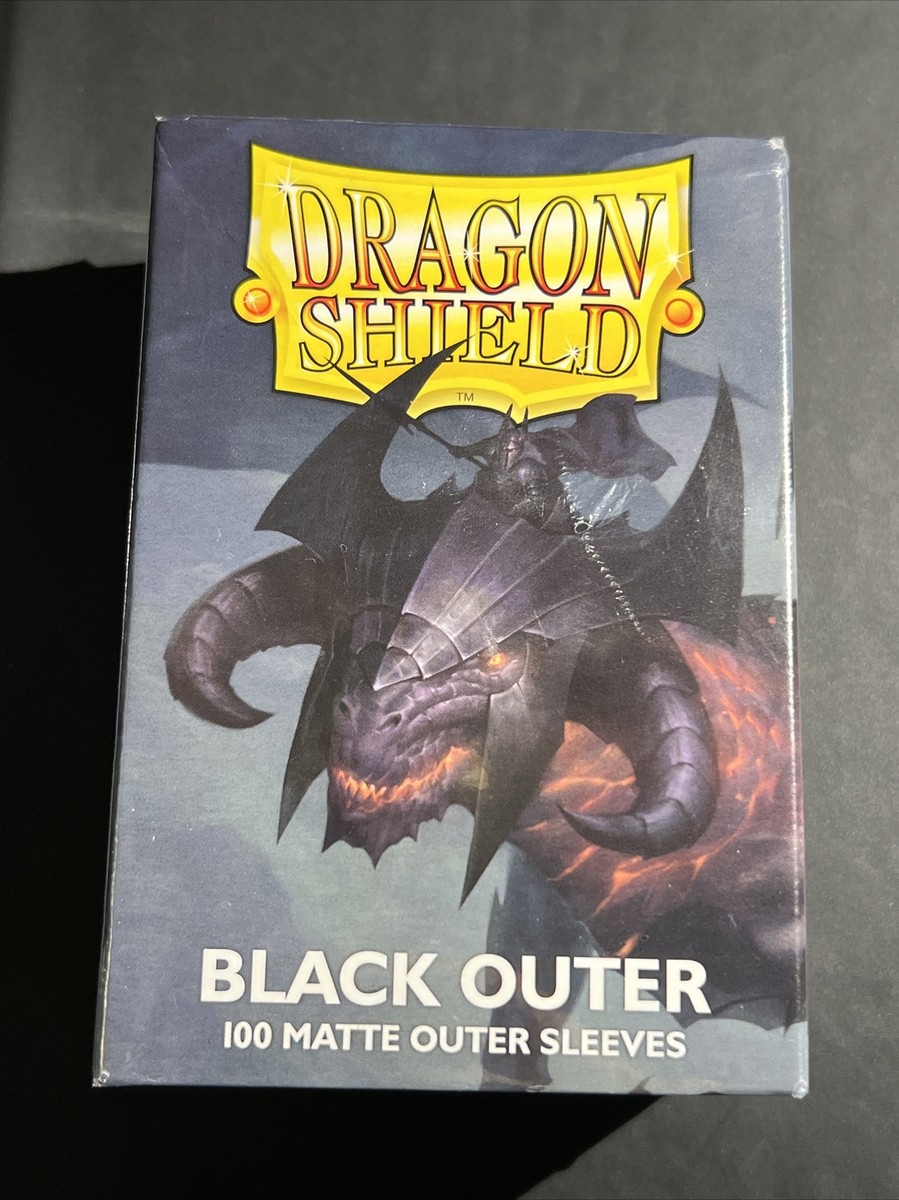 DRAGON
SHIELD
TM
BLACK OUTER
100 MATTE OUTER SLEEVES